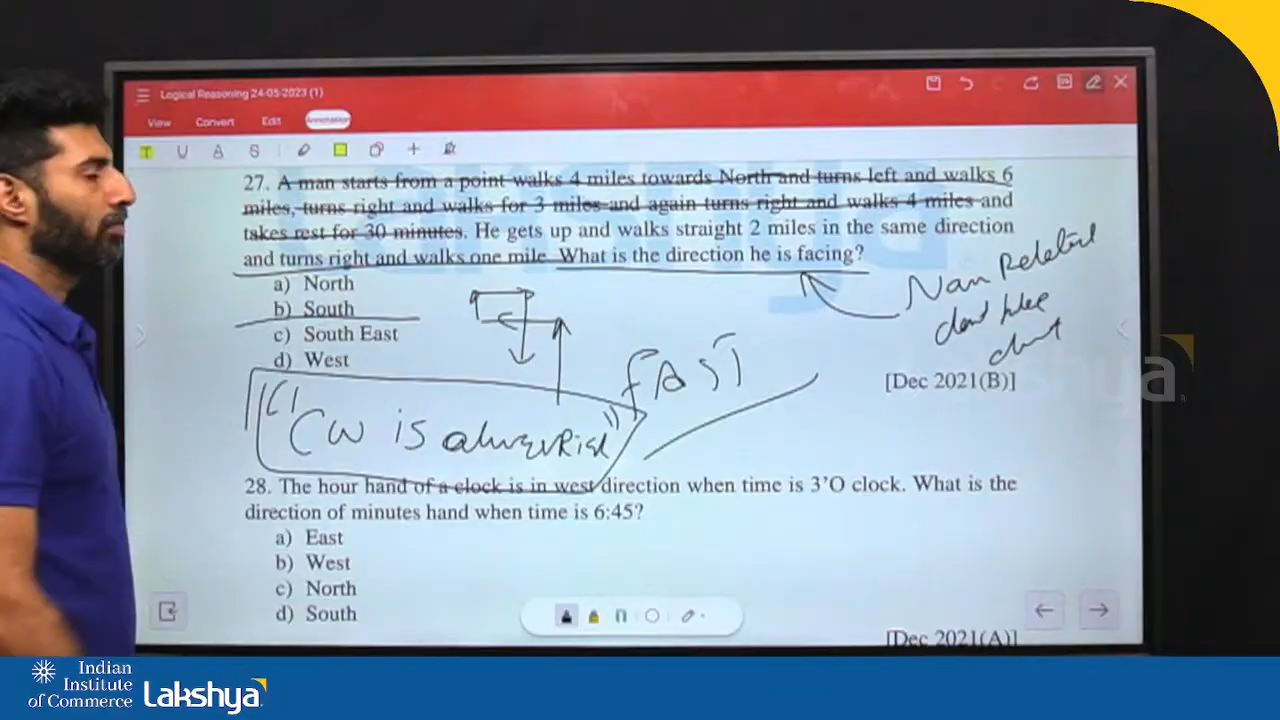 Logical Reasoning 24-05-2023 (1)
View Convert Edit Annotation
27. A man starts from a point walks 4 miles towards North and turns left and walks 6
miles, turns right and walks for 3 miles and again turns right and walks 4 miles and
takes rest for 30 minutes. He gets up and walks straight 2 miles in the same direction
and turns right and walks one mile. What is the direction he is facing?
a) North
b) South
c) South East
d) West
Related
[Dec 2021(B)]
FAST
CW is
28. The hour hand of a clock is in west direction when time is 3'O clock. What is the
direction of minutes hand when time is 6:45?
a) East
b) West
c) North
d) South
[Dec 2021(A)]
Indian
Institute
of Commerce
Lakshya